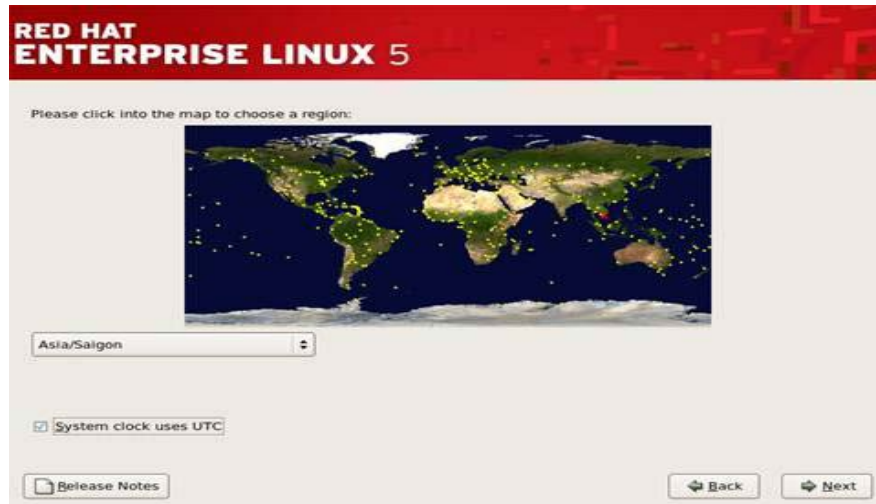 RED HAT
ENTERPRISE LINUX 5
Please click into the map to choose a region:
Asia/Saigon
System clock uses UTC
Release Notes
Back
Next